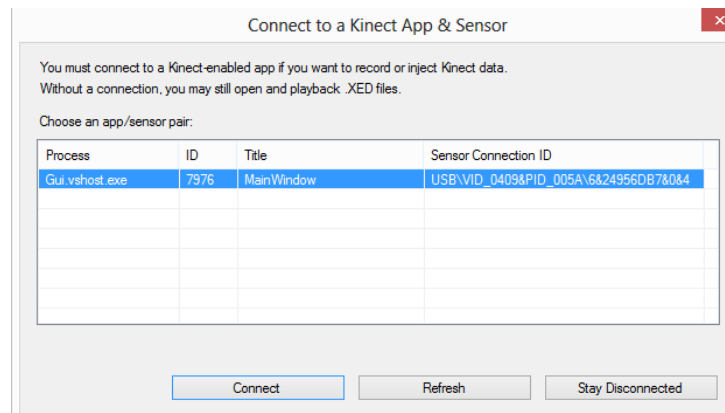 Connect to a Kinect App & Sensor
You must connect to a Kinect-enabled app if you want to record or inject Kinect data.
Without a connection, you may still open and playback .XED files.
Choose an app/sensor pair:
Process ID Title Sensor Connection ID
Gui.vshost.exe 7976 MainWindow USB\VID_0409&PID_005A\6&24956DB7&0&4
Connect Refresh Stay Disconnected